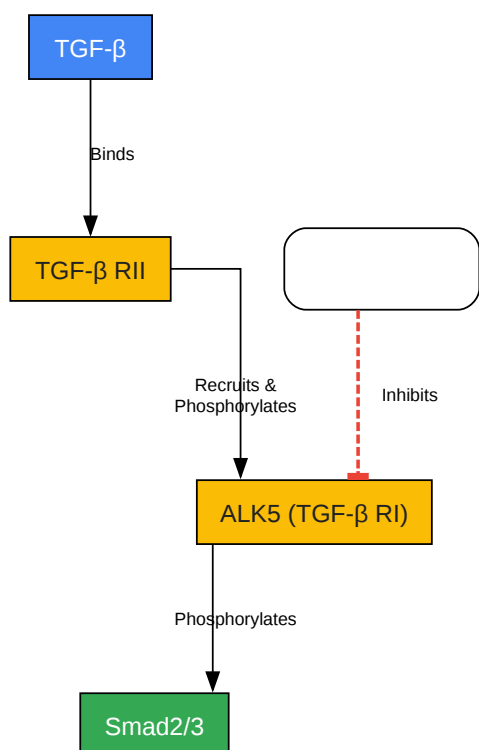 TGF-β
Binds
TGF-β RII
Recruits &
Phosphorylates
Inhibits
ALK5 (TGF-β RI)
Phosphorylates
Smad2/3